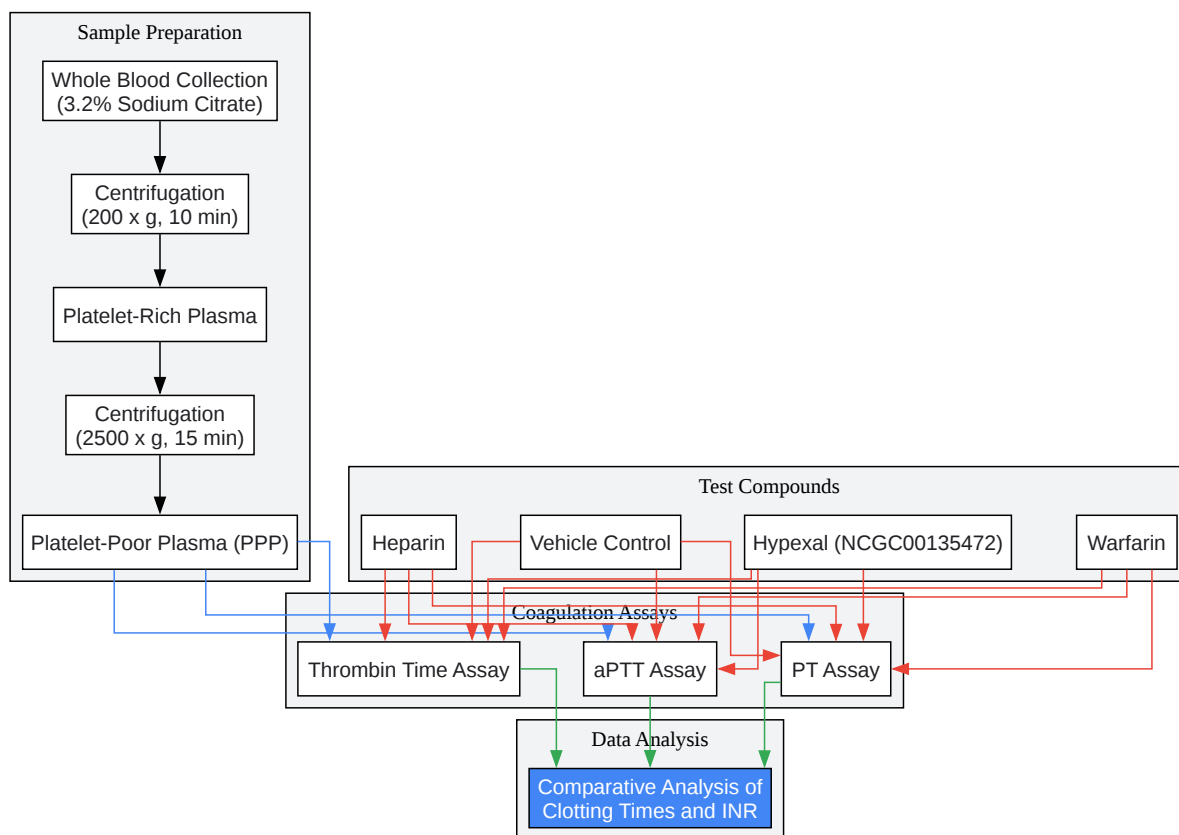 Sample Preparation
Whole Blood Collection
(3.2% Sodium Citrate)
Centrifugation
(200 x g, 10 min)
Platelet-Rich Plasma
Centrifugation
(2500 x g, 15 min)
Platelet-Poor Plasma (PPP)
Test Compounds
Heparin
Vehicle Control
Hypexal (NCGC00135472)
Warfarin
Coagulation Assays
Thrombin Time Assay
aPTT Assay
PT Assay
Data Analysis
Comparative Analysis of
Clotting Times and INR